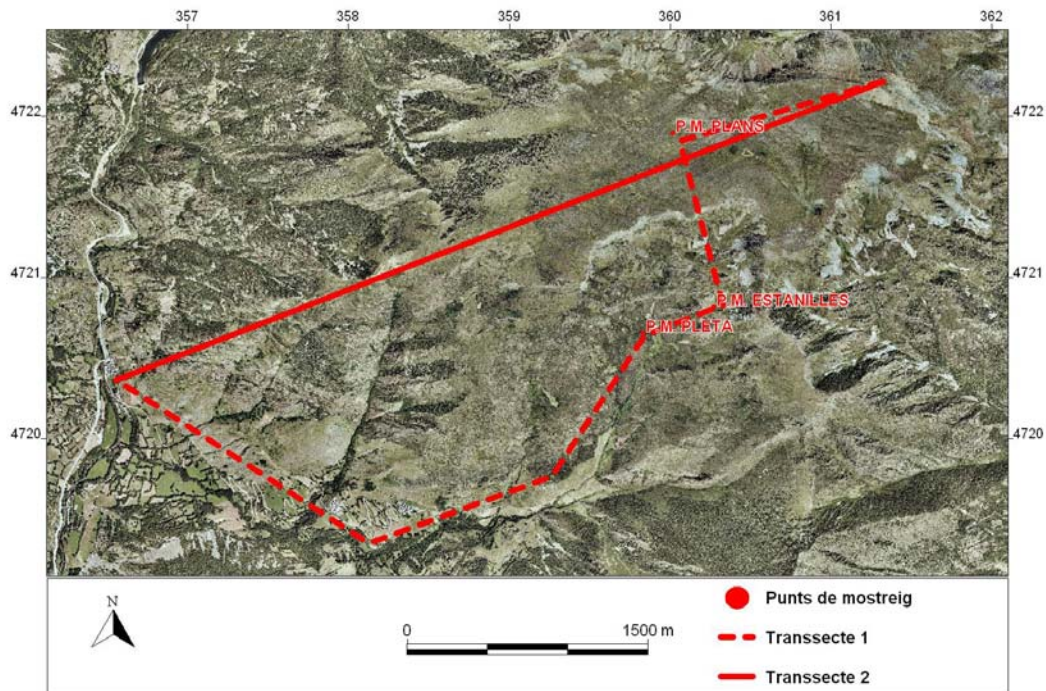 357 358 359 360 361 362
4722 4722
P.M. PLANS
4721 4721
P.M. ESTANILLES
P.M. PLETA
4720 4720
N
0 1500 m
Punts de mostreig
Transsecte 1
Transsecte 2